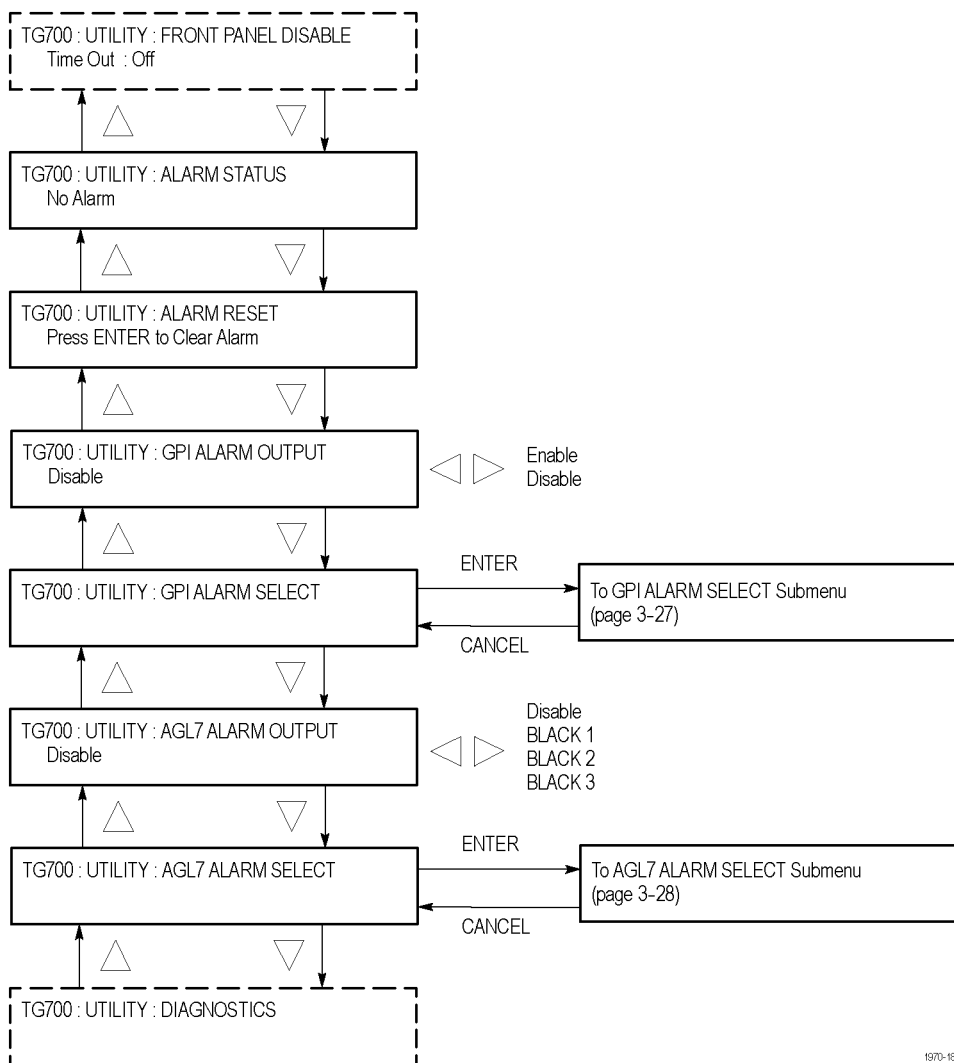 TG700 : UTILITY : FRONT PANEL DISABLE
Time Out : Off
TG700 : UTILITY : ALARM STATUS
No Alarm
TG700 : UTILITY : ALARM RESET
Press ENTER to Clear Alarm
TG700 : UTILITY : GPI ALARM OUTPUT
Disable
Enable
Disable
TG700 : UTILITY : GPI ALARM SELECT
ENTER
CANCEL
To GPI ALARM SELECT Submenu
(page 3-27)
TG700 : UTILITY : AGL7 ALARM OUTPUT
Disable
Disable
BLACK 1
BLACK 2
BLACK 3
TG700 : UTILITY : AGL7 ALARM SELECT
ENTER
CANCEL
To AGL7 ALARM SELECT Submenu
(page 3-28)
TG700 : UTILITY : DIAGNOSTICS